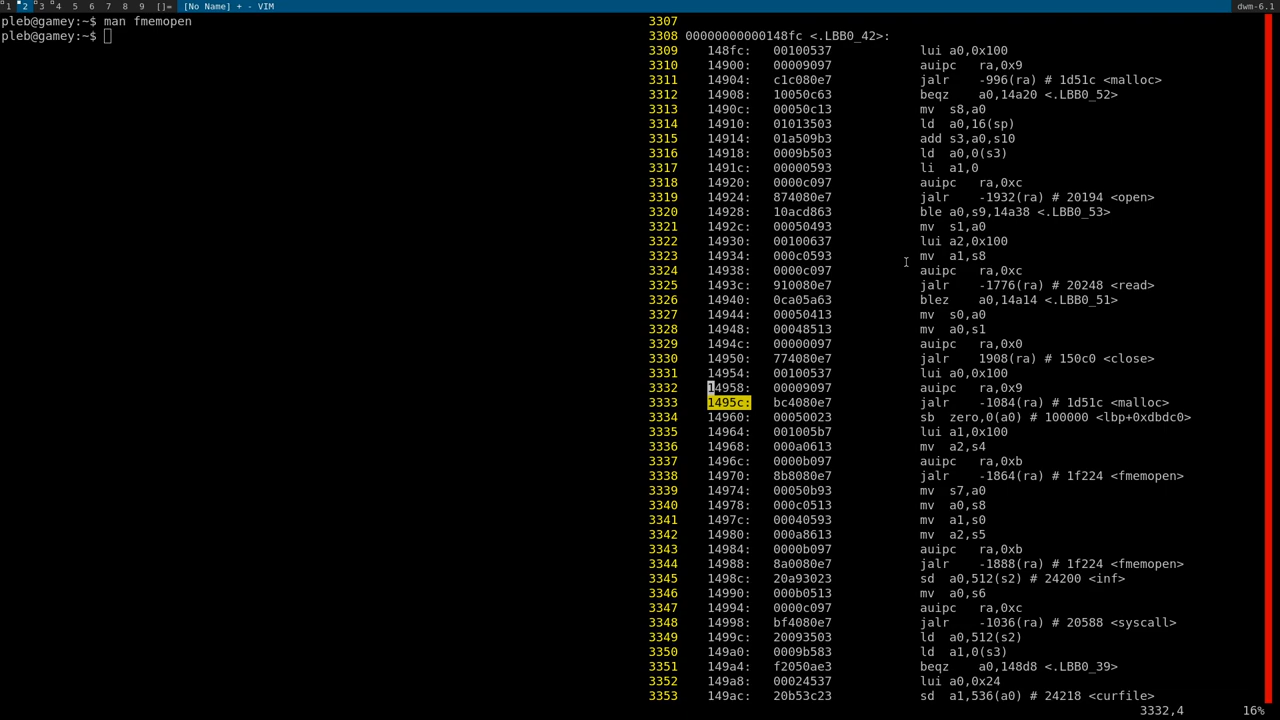 1 2 3 4 5 6 7 8 9 []= [No Name] + - VIM dwm-6.1
pleb@gamey:~$ man fmemopen
pleb@gamey:~$
3307
3308 00000000000148fc <.LBB0_42>:
3309 148fc: 00100537 lui a0,0x100
3310 14900: 00009097 auipc ra,0x9
3311 14904: c1c080e7 jalr -996(ra) # 1d51c <malloc>
3312 14908: 10050c63 beqz a0,14a20 <.LBB0_52>
3313 1490c: 00050c13 mv s8,a0
3314 14910: 01013503 ld a0,16(sp)
3315 14914: 01a509b3 add s3,a0,s10
3316 14918: 0009b503 ld a0,0(s3)
3317 1491c: 00000593 li a1,0
3318 14920: 0000c097 auipc ra,0xc
3319 14924: 874080e7 jalr -1932(ra) # 20194 <open>
3320 14928: 10acd863 ble a0,s9,14a38 <.LBB0_53>
3321 1492c: 00050493 mv s1,a0
3322 14930: 00100637 lui a2,0x100
3323 14934: 000c0593 mv a1,s8
3324 14938: 0000c097 auipc ra,0xc
3325 1493c: 910080e7 jalr -1776(ra) # 20248 <read>
3326 14940: 0ca05a63 blez a0,14a14 <.LBB0_51>
3327 14944: 00050413 mv s0,a0
3328 14948: 00048513 mv a0,s1
3329 1494c: 00000097 auipc ra,0x0
3330 14950: 774080e7 jalr 1908(ra) # 150c0 <close>
3331 14954: 00100537 lui a0,0x100
3332 14958: 00009097 auipc ra,0x9
3333 1495c: bc4080e7 jalr -1084(ra) # 1d51c <malloc>
3334 14960: 00050023 sb zero,0(a0) # 100000 <lbp+0xdbdc0>
3335 14964: 001005b7 lui a1,0x100
3336 14968: 000a0613 mv a2,s4
3337 1496c: 0000b097 auipc ra,0xb
3338 14970: 8b8080e7 jalr -1864(ra) # 1f224 <fmemopen>
3339 14974: 00050b93 mv s7,a0
3340 14978: 000c0513 mv a0,s8
3341 1497c: 00040593 mv a1,s0
3342 14980: 000a8613 mv a2,s5
3343 14984: 0000b097 auipc ra,0xb
3344 14988: 8a0080e7 jalr -1888(ra) # 1f224 <fmemopen>
3345 1498c: 20a93023 sd a0,512(s2) # 24200 <inf>
3346 14990: 000b0513 mv a0,s6
3347 14994: 0000c097 auipc ra,0xc
3348 14998: bf4080e7 jalr -1036(ra) # 20588 <syscall>
3349 1499c: 20093503 ld a0,512(s2)
3350 149a0: 0009b583 ld a1,0(s3)
3351 149a4: f2050ae3 beqz a0,148d8 <.LBB0_39>
3352 149a8: 00024537 lui a0,0x24
3353 149ac: 20b53c23 sd a1,536(a0) # 24218 <curfile>
3332,4 16%